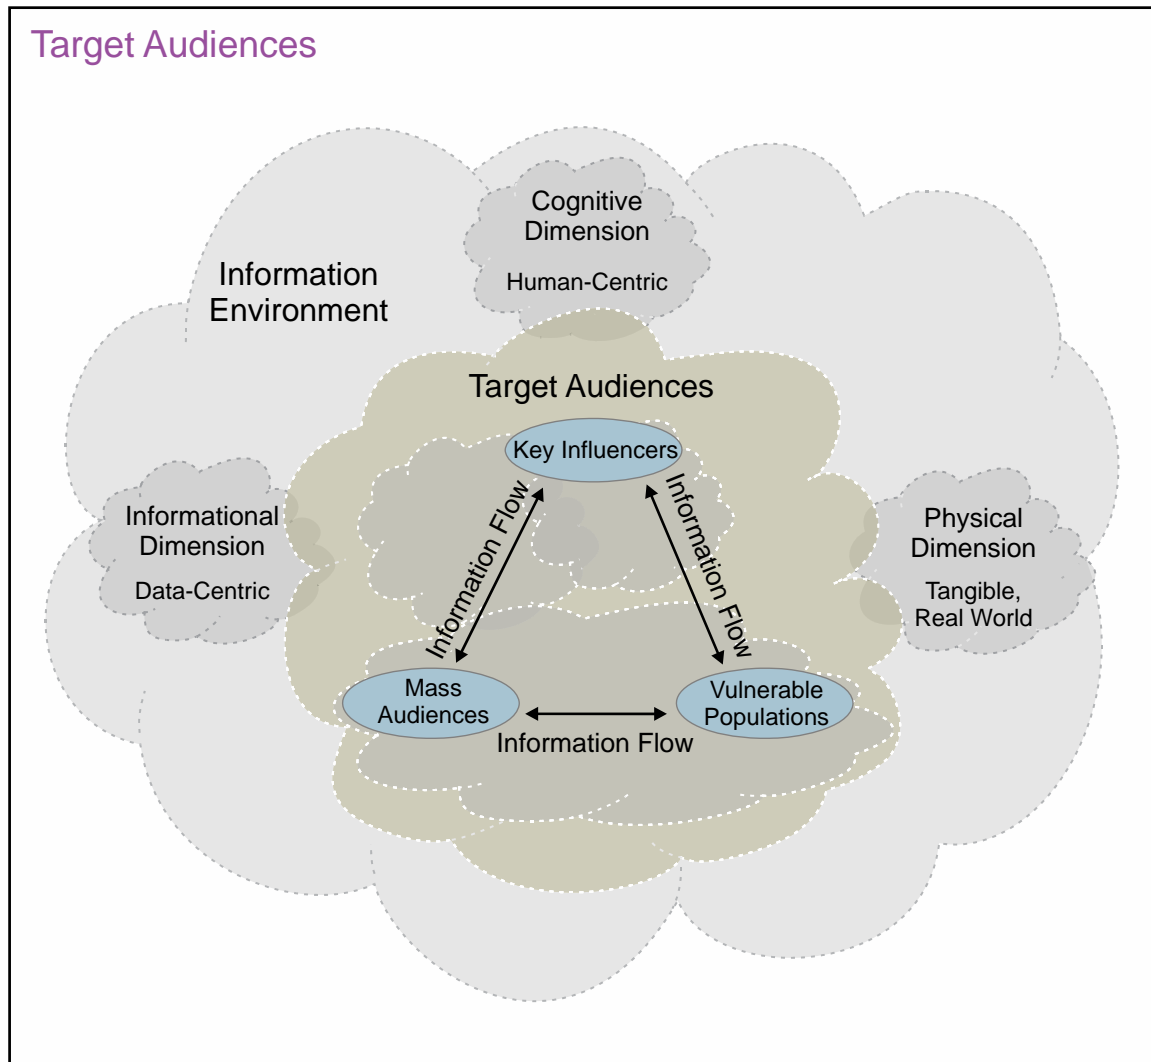 Target Audiences
Cognitive
Dimension
Human-Centric
Information
Environment
Target Audiences
Key Influencers
Information Flow
Information Flow
Informational
Dimension
Data-Centric
Physical
Dimension
Tangible,
Real World
Mass
Audiences
Vulnerable
Populations
Information Flow